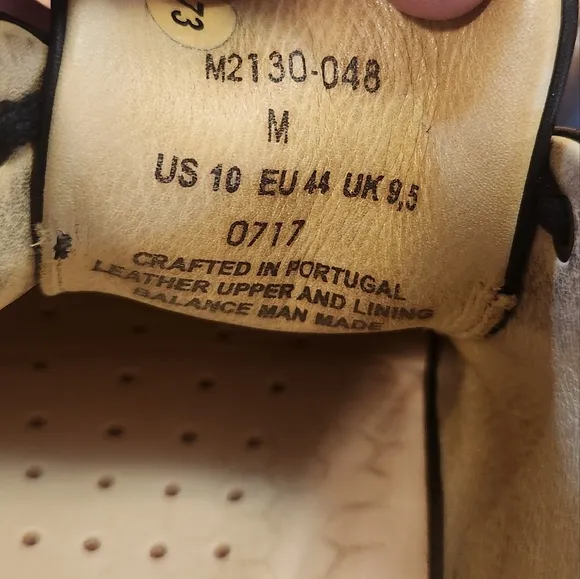 73
M2130-048
M
US 10 EU 44 UK 9,5
0717
CRAFTED IN PORTUGAL
LEATHER UPPER AND LINING
BALANCE MAN MADE